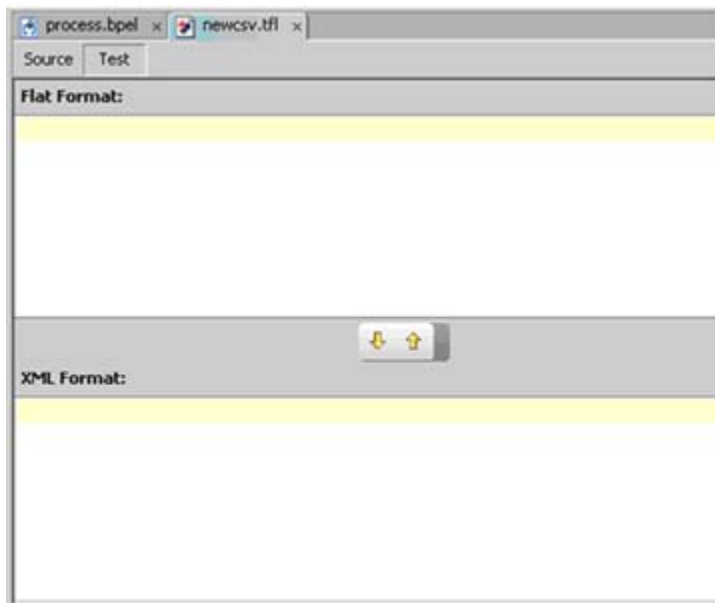 process.bpel × newcsv.tfl ×
Source Test
Flat Format:
XML Format: